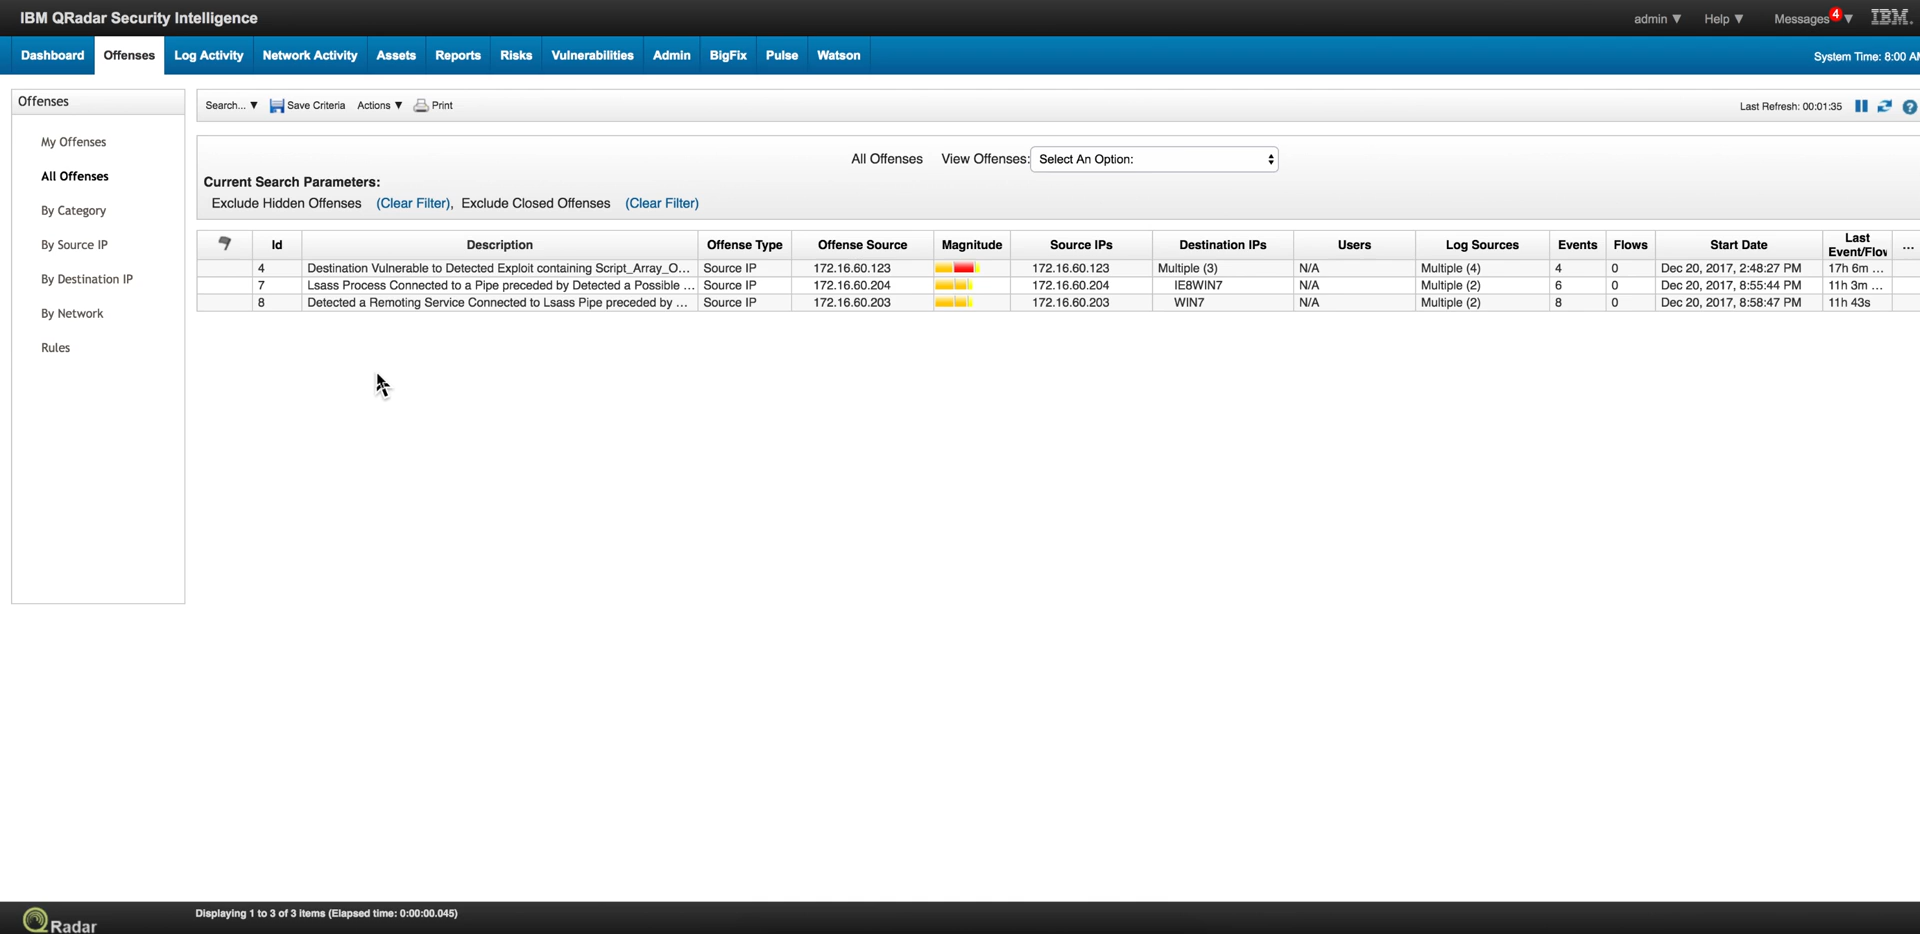 IBM QRadar Security Intelligence
admin ▼ Help ▼ Messages 4 ▼ IBM.
Dashboard Offenses Log Activity Network Activity Assets Reports Risks Vulnerabilities Admin BigFix Pulse Watson System Time: 8:00 AM
Offenses
My Offenses
All Offenses
By Category
By Source IP
By Destination IP
By Network
Rules
Search... ▼ Save Criteria Actions ▼ Print Last Refresh: 00:01:35 ?
All Offenses View Offenses: Select An Option:
Current Search Parameters:
Exclude Hidden Offenses (Clear Filter), Exclude Closed Offenses (Clear Filter)
Id Description Offense Type Offense Source Magnitude Source IPs Destination IPs Users Log Sources Events Flows Start Date Last Event/Flow ...
4 Destination Vulnerable to Detected Exploit containing Script_Array_O... Source IP 172.16.60.123 172.16.60.123 Multiple (3) N/A Multiple (4) 4 0 Dec 20, 2017, 2:48:27 PM 17h 6m ...
7 Lsass Process Connected to a Pipe preceded by Detected a Possible ... Source IP 172.16.60.204 172.16.60.204 IE8WIN7 N/A Multiple (2) 6 0 Dec 20, 2017, 8:55:44 PM 11h 3m ...
8 Detected a Remoting Service Connected to Lsass Pipe preceded by ... Source IP 172.16.60.203 172.16.60.203 WIN7 N/A Multiple (2) 8 0 Dec 20, 2017, 8:58:47 PM 11h 43s
QRadar Displaying 1 to 3 of 3 items (Elapsed time: 0:00:00.045)